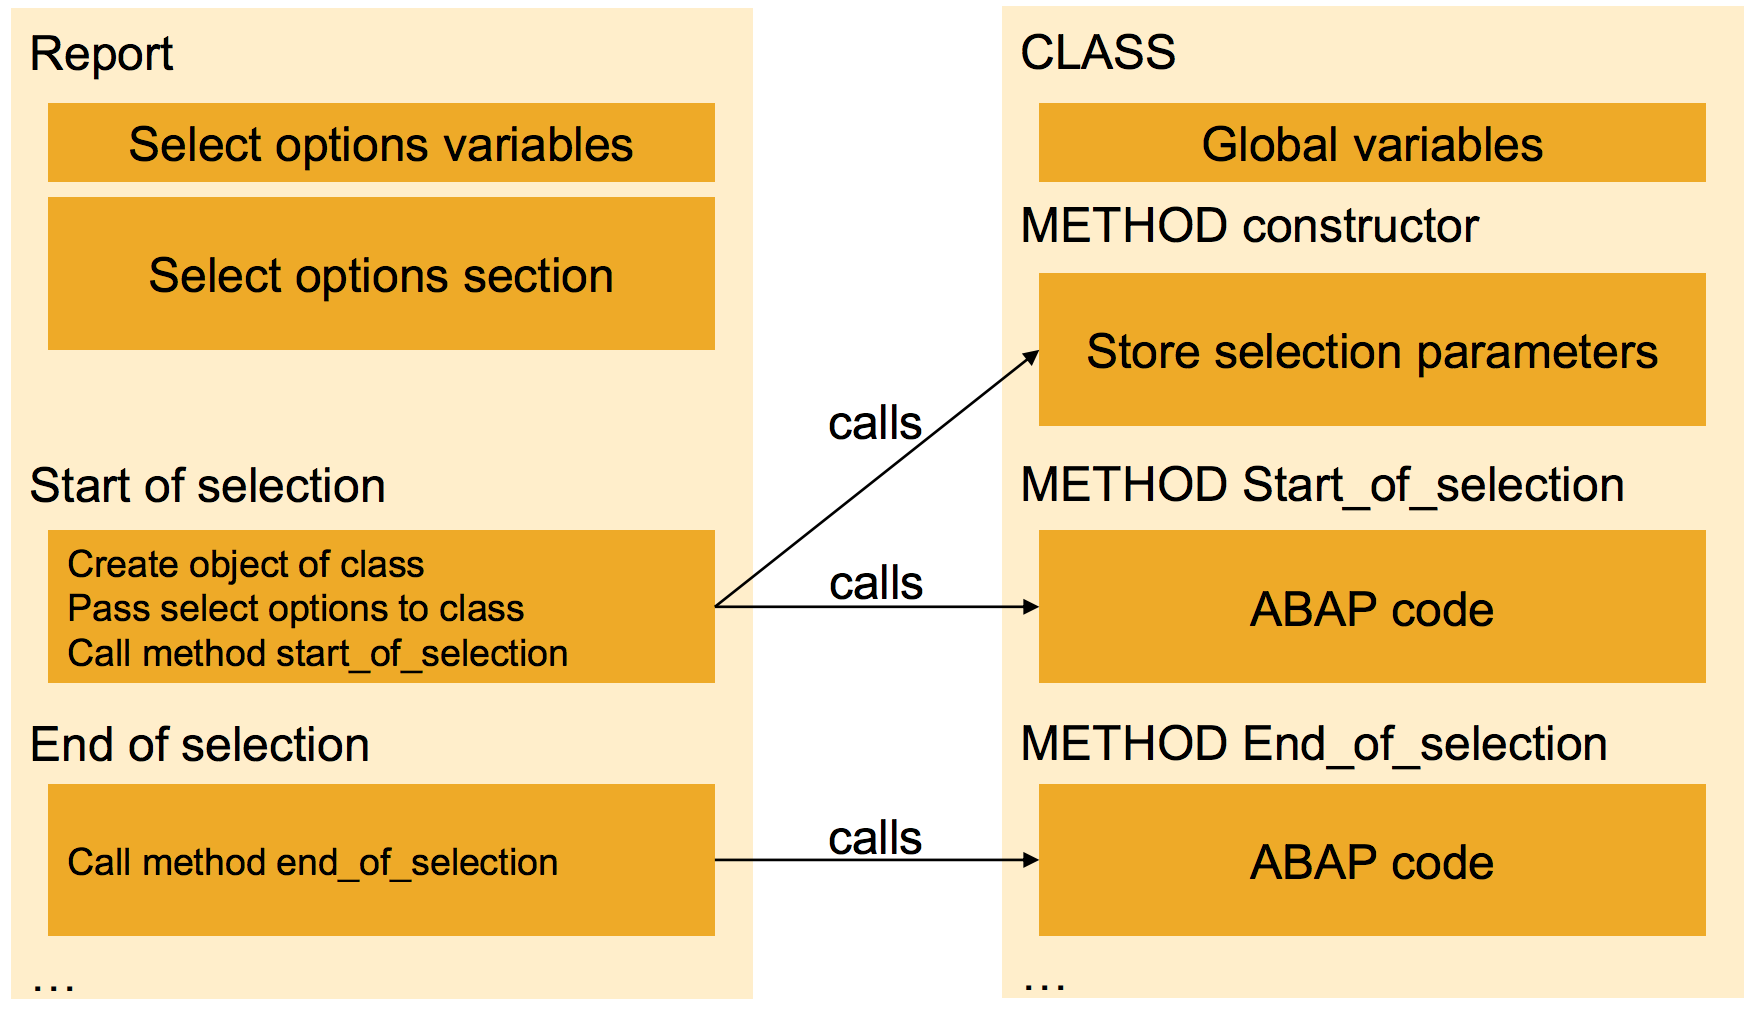 Report
Select options variables
Select options section
Start of selection
Create object of class
Pass select options to class
Call method start_of_selection
End of selection
Call method end_of_selection
…
calls
calls
calls
CLASS
Global variables
METHOD constructor
Store selection parameters
METHOD Start_of_selection
ABAP code
METHOD End_of_selection
ABAP code
…